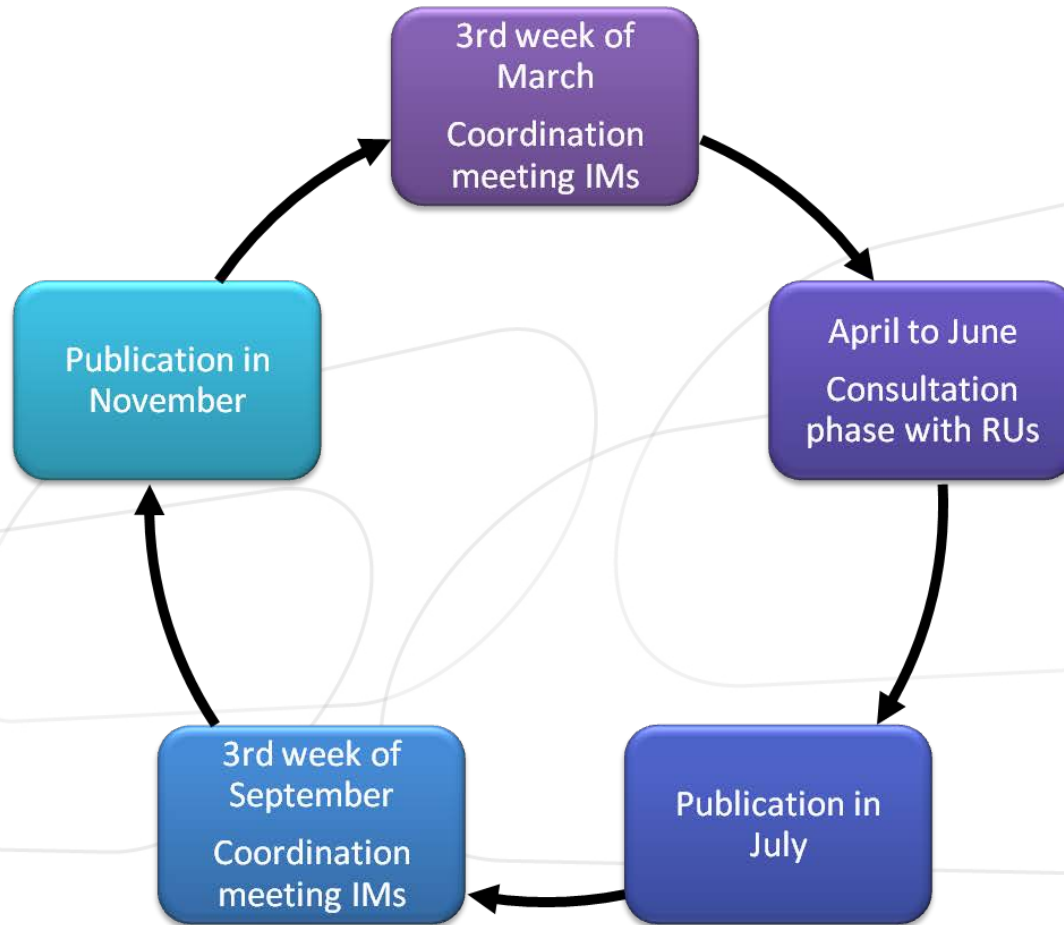 3rd week of
March
Coordination
meeting IMs
April to June
Consultation
phase with RUs
Publication in
July
3rd week of
September
Coordination
meeting IMs
Publication in
November